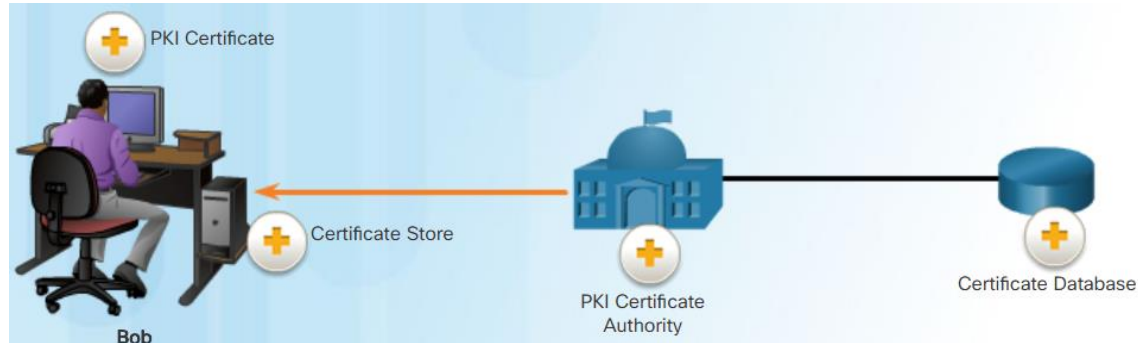 PKI Certificate
Certificate Store
PKI Certificate
Authority
Certificate Database
Bob